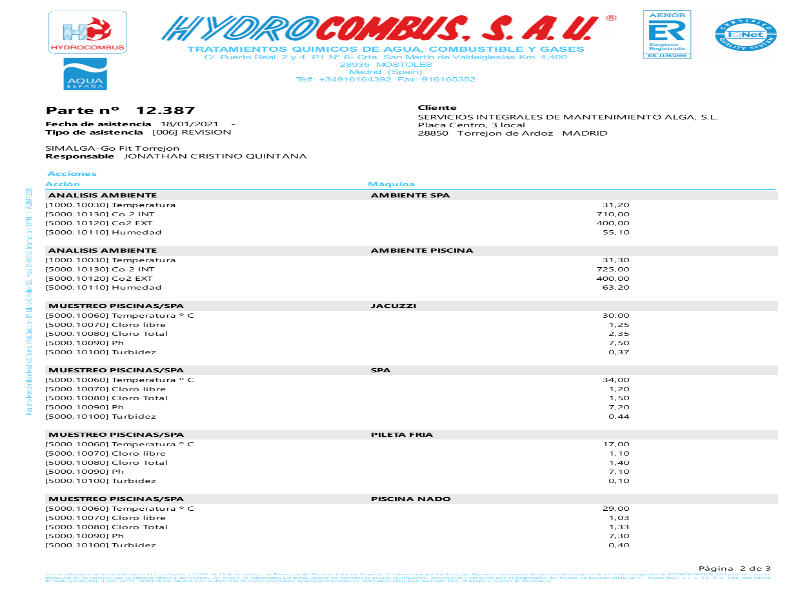 HC
HYDROCOMBUS
AQUA
ESPAÑA
HYDROCOMBUS, S. A. U. ®
TRATAMIENTOS QUIMICOS DE AGUA, COMBUSTIBLE Y GASES
C/. Puerto Real, 2 y 4. P.I. Nº 6- Crta. San Martín de Valdeiglesias Km. 4,400
28935 MOSTOLES
Madrid (Spain)
Telf: +34916164392 Fax: 916165352
AENOR
ER
Empresa
Registrada
CERTIFIED
IQNet
QUALITY SYSTEM
Parte nº 12.387
Fecha de asistencia 18/01/2021 -
Tipo de asistencia [006] REVISION
SIMALGA-Go Fit Torrejon
Responsable JONATHAN CRISTINO QUINTANA
Cliente
SERVICIOS INTEGRALES DE MANTENIMIENTO ALGA, S.L.
Placa Centro, 3 local
28850 Torrejon de Ardoz MADRID
Acciones
Acción Máquina
ANALISIS AMBIENTE AMBIENTE SPA
[1000.10030] Temperatura 31,20
[5000.10130] Co 2 INT 710,00
[5000.10120] Co2 EXT 400,00
[5000.10110] Humedad 55,10
ANALISIS AMBIENTE AMBIENTE PISCINA
[1000.10030] Temperatura 31,30
[5000.10130] Co 2 INT 725,00
[5000.10120] Co2 EXT 400,00
[5000.10110] Humedad 63,20
MUESTREO PISCINAS/SPA JACUZZI
[5000.10060] Temperatura º C 30,00
[5000.10070] Cloro libre 1,25
[5000.10080] Cloro Total 2,35
[5000.10090] Ph 7,50
[5000.10100] Turbidez 0,37
MUESTREO PISCINAS/SPA SPA
[5000.10060] Temperatura º C 34,00
[5000.10070] Cloro libre 1,20
[5000.10080] Cloro Total 1,50
[5000.10090] Ph 7,20
[5000.10100] Turbidez 0,44
MUESTREO PISCINAS/SPA PILETA FRIA
[5000.10060] Temperatura º C 17,00
[5000.10070] Cloro libre 1,10
[5000.10080] Cloro Total 1,40
[5000.10090] Ph 7,10
[5000.10100] Turbidez 0,10
MUESTREO PISCINAS/SPA PISCINA NADO
[5000.10060] Temperatura º C 29,00
[5000.10070] Cloro libre 1,03
[5000.10080] Cloro Total 1,33
[5000.10090] Ph 7,30
[5000.10100] Turbidez 0,40
Página 2 de 3